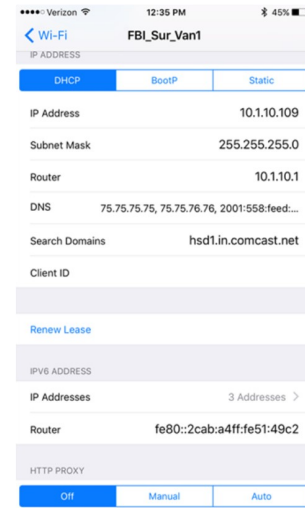 Verizon 12:35 PM 45%
Wi-Fi FBI_Sur_Van1
IP ADDRESS
DHCP BootP Static
IP Address 10.1.10.109
Subnet Mask 255.255.255.0
Router 10.1.10.1
DNS 75.75.75.75, 75.75.76.76, 2001:558:feed:...
Search Domains hsd1.in.comcast.net
Client ID
Renew Lease
IPV6 ADDRESS
IP Addresses 3 Addresses >
Router fe80::2cab:a4ff:fe51:49c2
HTTP PROXY
Off Manual Auto